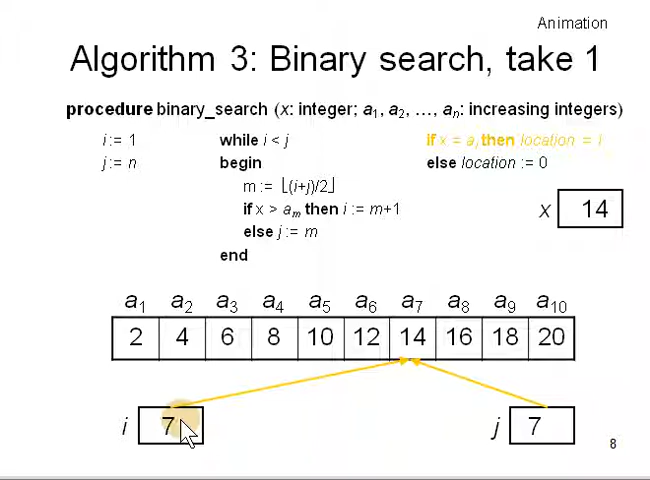 Animation
Algorithm 3: Binary search, take 1
procedure binary_search (x: integer; a1, a2, …, an: increasing integers)
i := 1 while i < j if x = ai then location = i
j := n begin else location := 0
m := ⌊(i+j)/2⌋
if x > am then i := m+1
else j := m
end
x 14
a1 a2 a3 a4 a5 a6 a7 a8 a9 a10
2 4 6 8 10 12 14 16 18 20
i 7 j 7
8